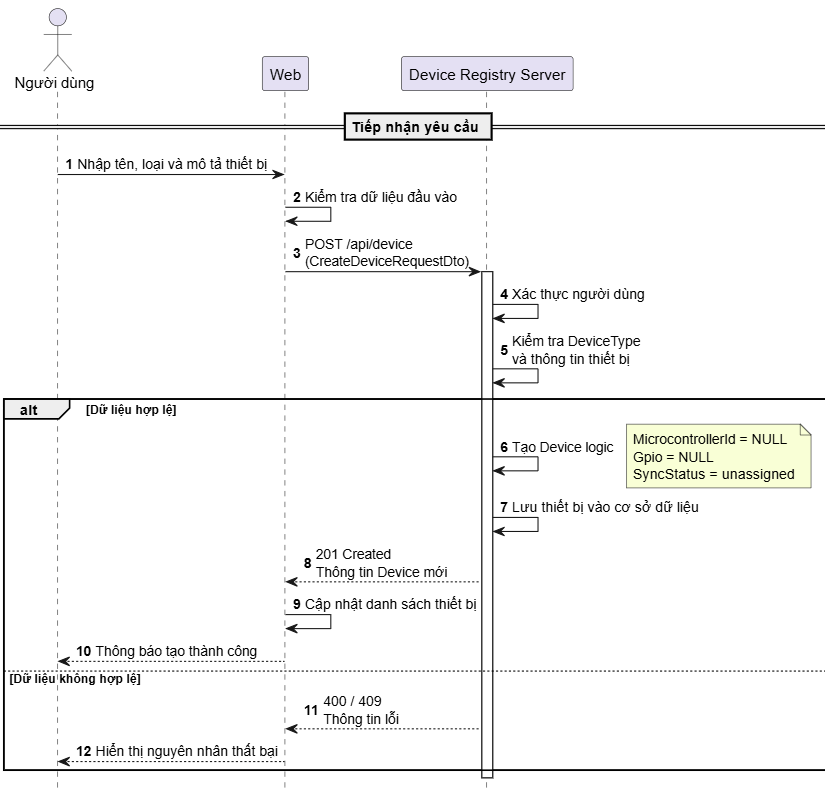 Người dùng
Web
Device Registry Server
Tiếp nhận yêu cầu
1 Nhập tên, loại và mô tả thiết bị
2 Kiểm tra dữ liệu đầu vào
3 POST /api/device
(CreateDeviceRequestDto)
4 Xác thực người dùng
5 Kiểm tra DeviceType
và thông tin thiết bị
alt [Dữ liệu hợp lệ]
6 Tạo Device logic
MicrocontrollerId = NULL
Gpio = NULL
SyncStatus = unassigned
7 Lưu thiết bị vào cơ sở dữ liệu
8 201 Created
Thông tin Device mới
9 Cập nhật danh sách thiết bị
10 Thông báo tạo thành công
[Dữ liệu không hợp lệ]
11 400 / 409
Thông tin lỗi
12 Hiển thị nguyên nhân thất bại